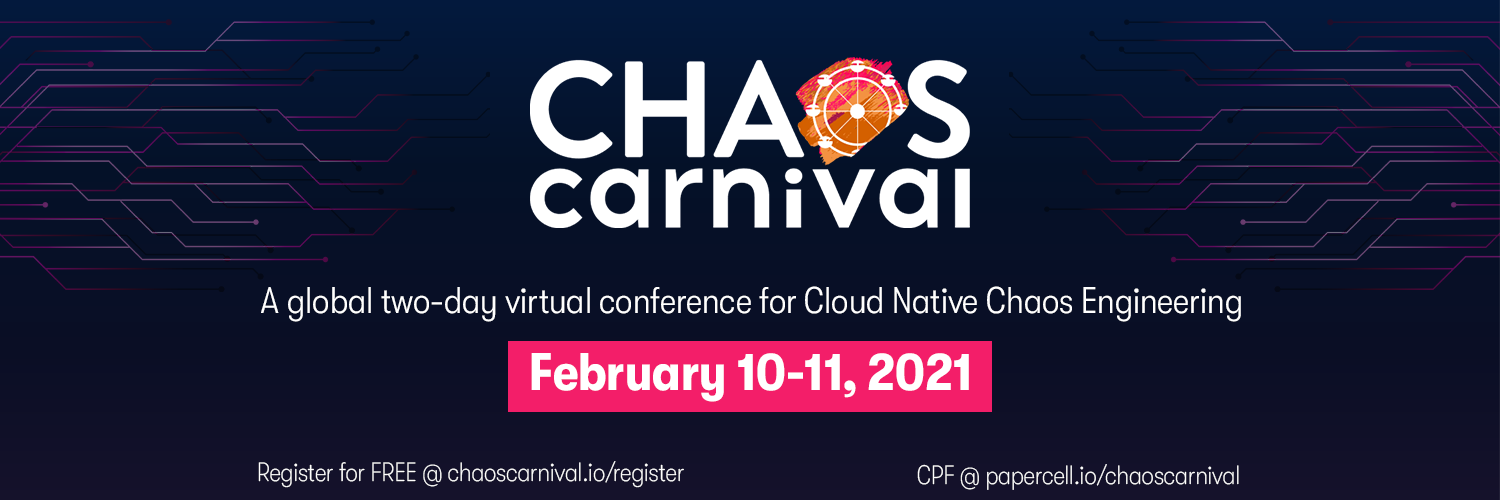 CHAOS
carnival
A global two-day virtual conference for Cloud Native Chaos Engineering
February 10-11, 2021
Register for FREE @ chaoscarnival.io/register
CPF @ papercell.io/chaoscarnival